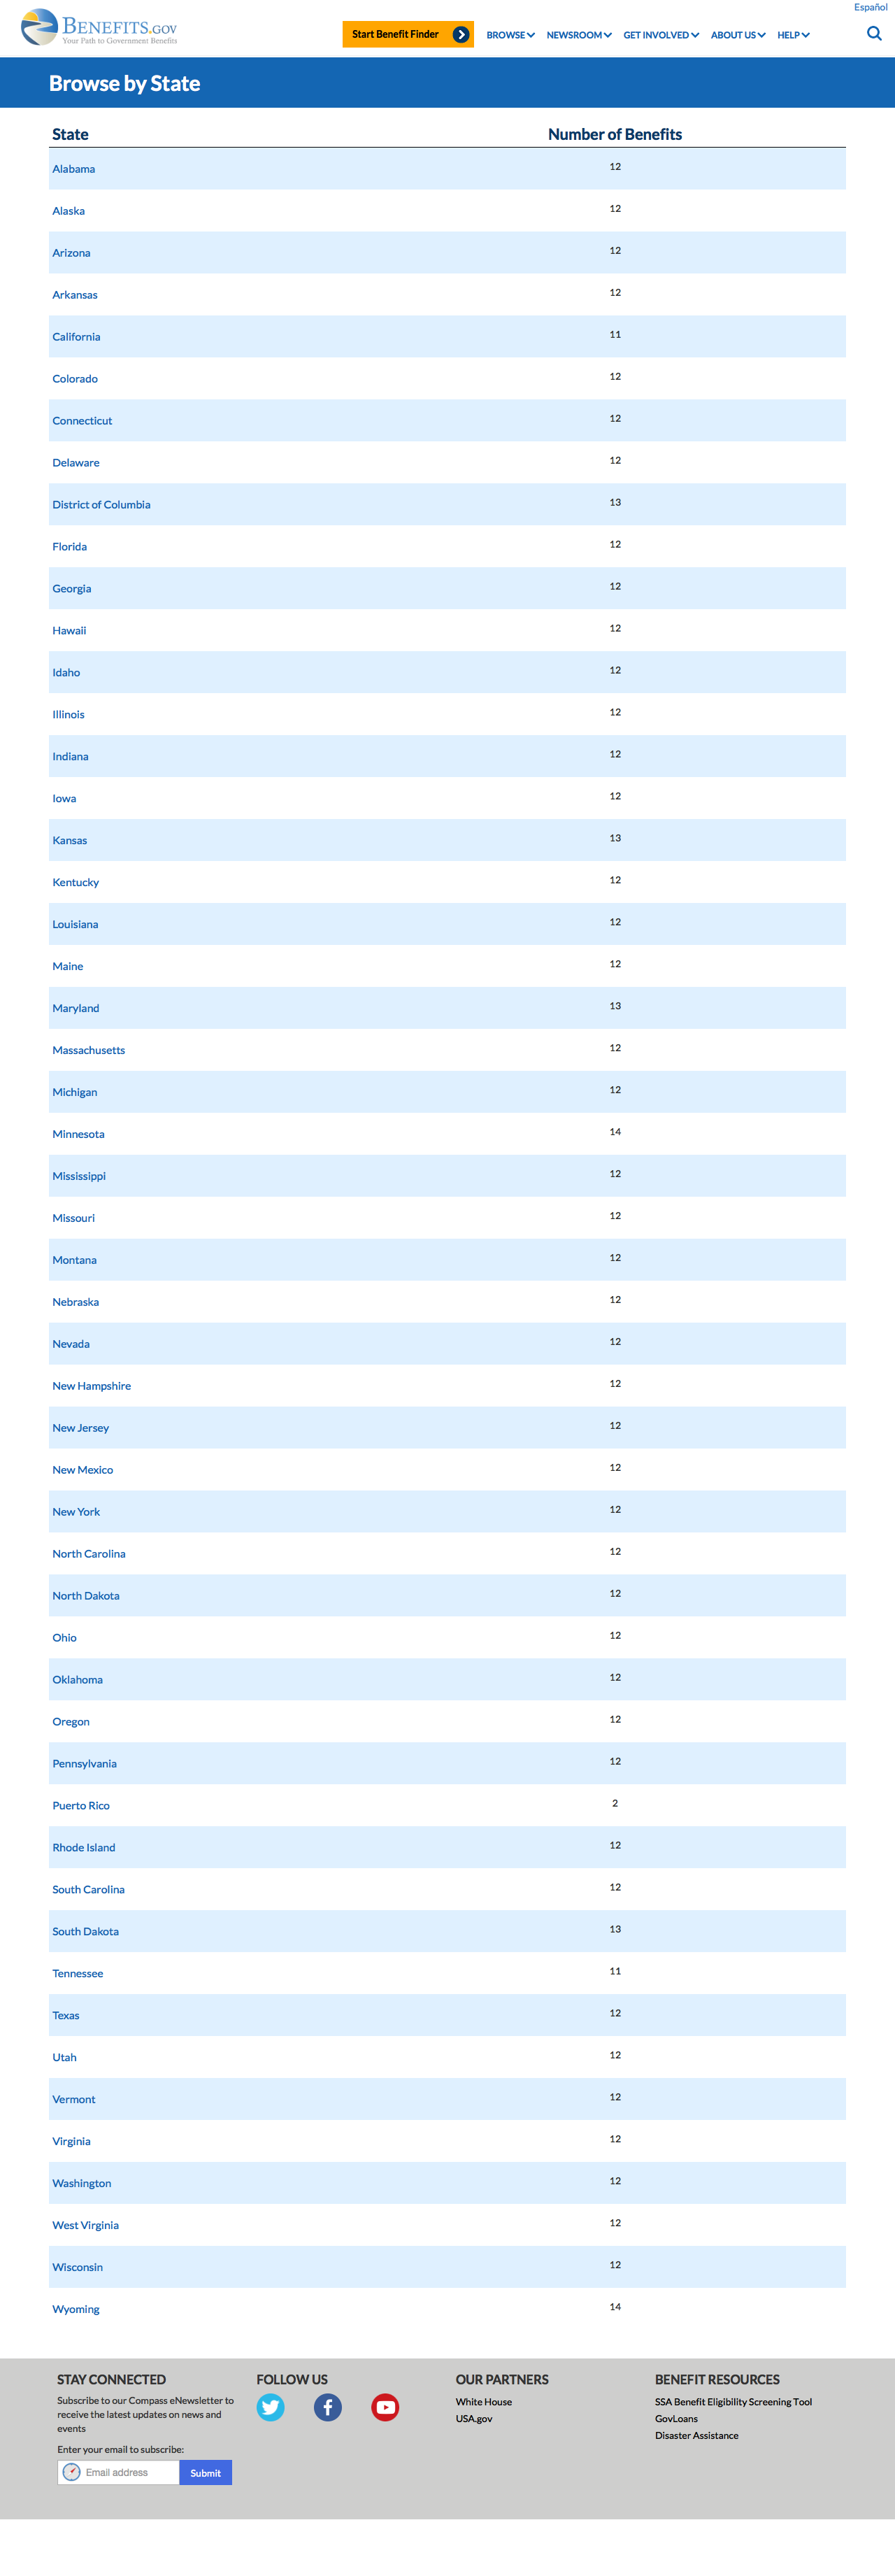 Español
BENEFITS.GOV
Your Path to Government Benefits
Start Benefit Finder
BROWSE NEWSROOM GET INVOLVED ABOUT US HELP
Browse by State
State Number of Benefits
Alabama 12
Alaska 12
Arizona 12
Arkansas 12
California 11
Colorado 12
Connecticut 12
Delaware 12
District of Columbia 13
Florida 12
Georgia 12
Hawaii 12
Idaho 12
Illinois 12
Indiana 12
Iowa 12
Kansas 13
Kentucky 12
Louisiana 12
Maine 12
Maryland 13
Massachusetts 12
Michigan 12
Minnesota 14
Mississippi 12
Missouri 12
Montana 12
Nebraska 12
Nevada 12
New Hampshire 12
New Jersey 12
New Mexico 12
New York 12
North Carolina 12
North Dakota 12
Ohio 12
Oklahoma 12
Oregon 12
Pennsylvania 12
Puerto Rico 2
Rhode Island 12
South Carolina 12
South Dakota 13
Tennessee 11
Texas 12
Utah 12
Vermont 12
Virginia 12
Washington 12
West Virginia 12
Wisconsin 12
Wyoming 14
STAY CONNECTED
Subscribe to our Compass eNewsletter to
receive the latest updates on news and
events
Enter your email to subscribe:
Email address Submit
FOLLOW US
OUR PARTNERS
White House
USA.gov
BENEFIT RESOURCES
SSA Benefit Eligibility Screening Tool
GovLoans
Disaster Assistance